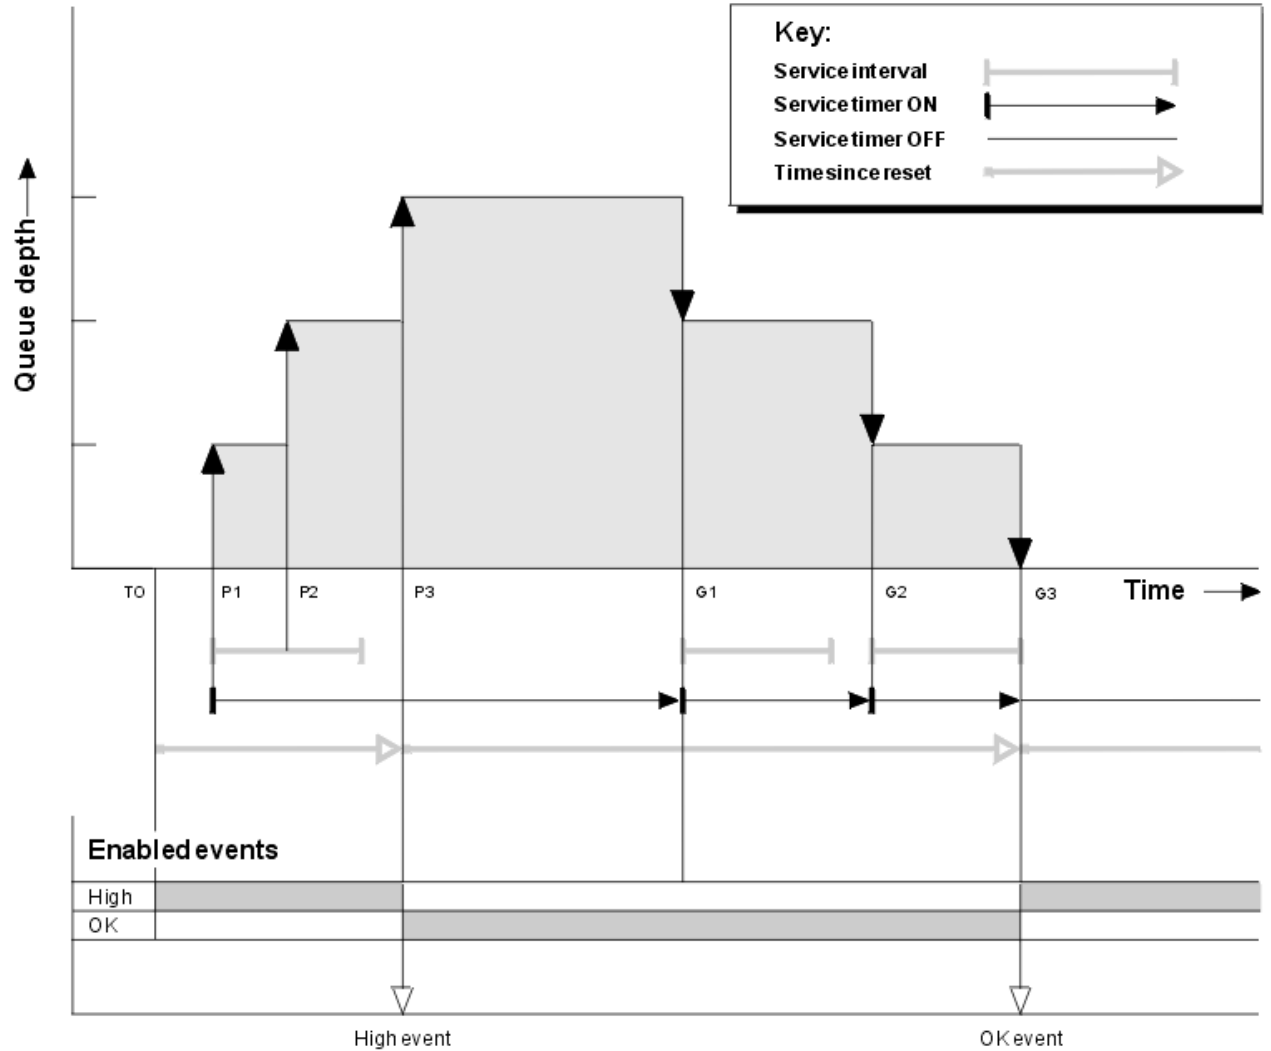 Key:
Service interval
Service timer ON
Service timer OFF
Time since reset
Queue depth
T0 P1 P2 P3 G1 G2 G3 Time
Enabled events
High
OK
High event OK event